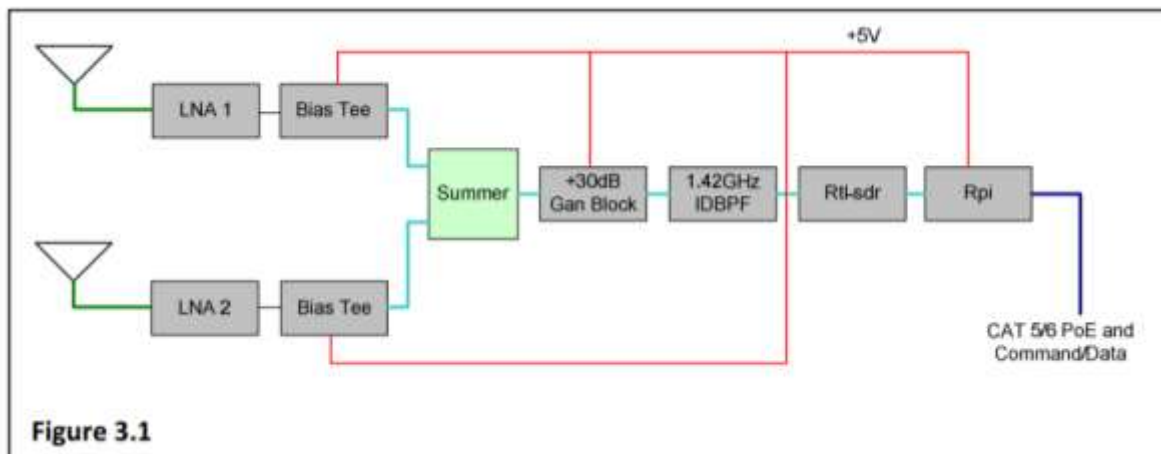 +5V
LNA 1
Bias Tee
Summer
+30dB
Gan Block
1.42GHz
IDBPF
Rtl-sdr
Rpi
LNA 2
Bias Tee
CAT 5/6 PoE and
Command/Data
Figure 3.1